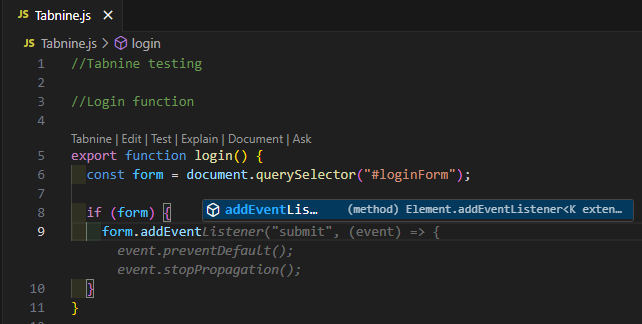 JS Tabnine.js ×
JS Tabnine.js > login
1 //Tabnine testing
2
3 //Login function
4
Tabnine | Edit | Test | Explain | Document | Ask
5 export function login() {
6 const form = document.querySelector("#loginForm");
7
8 if (form) {
addEventLis… (method) Element.addEventListener<K exten…
9 form.addEventListener("submit", (event) => {
event.preventDefault();
event.stopPropagation();
10 }
11 }